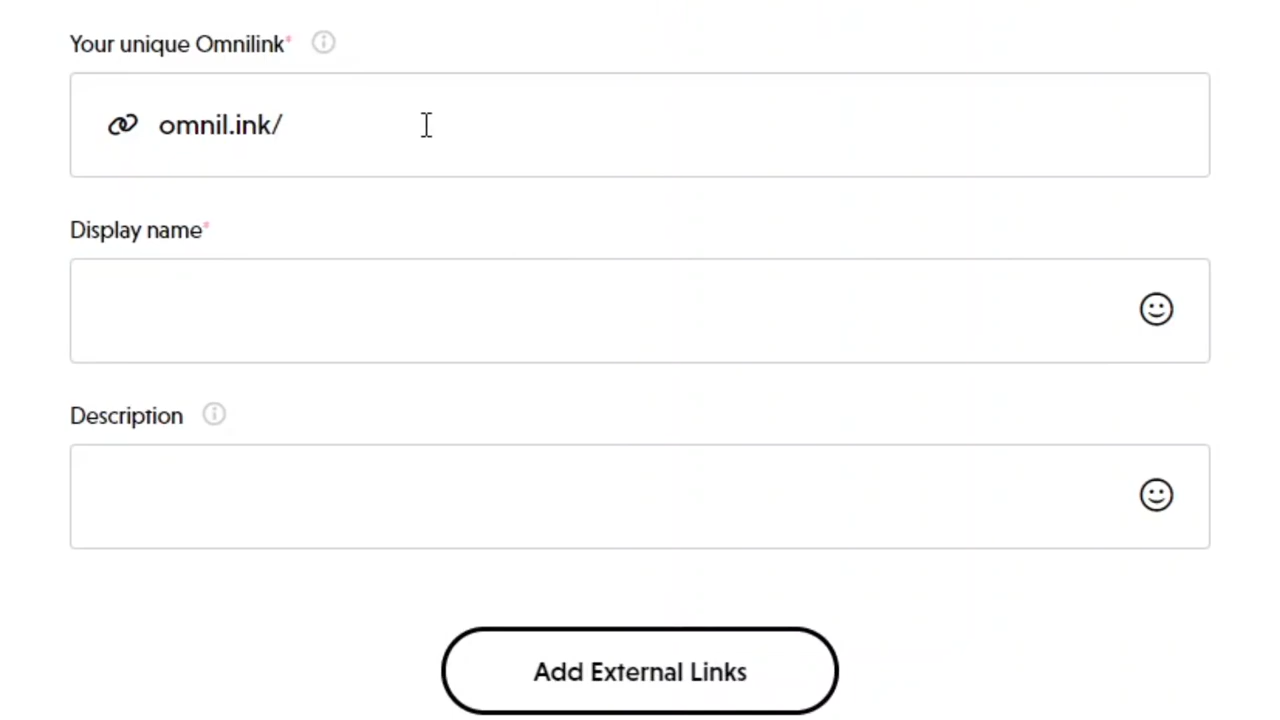 Your unique Omnilink*
omnil.ink/
Display name*
Description
Add External Links